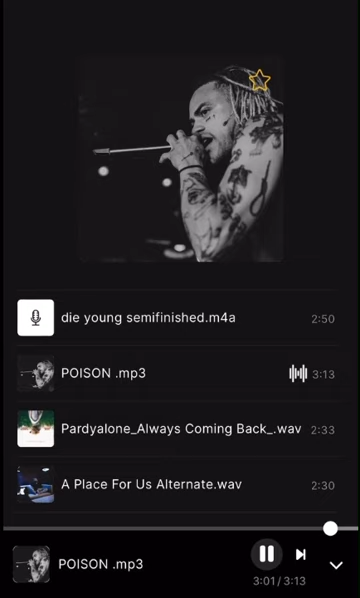 die young semifinished.m4a
2:50
POISON .mp3
3:13
Pardyalone_Always Coming Back_.wav
2:33
A Place For Us Alternate.wav
2:30
POISON .mp3
3:01/3:13